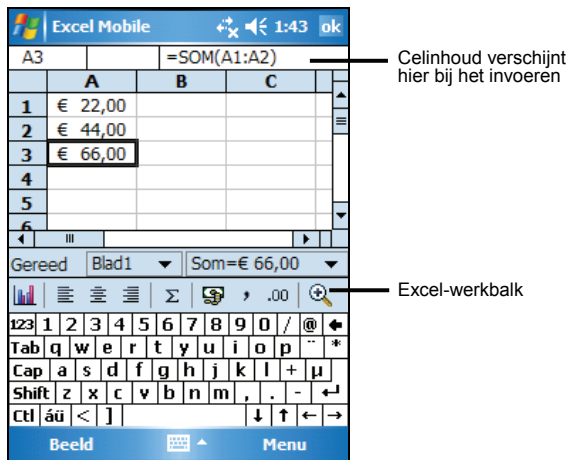 Excel Mobile 1:43 ok
A3 =SOM(A1:A2)
Celinhoud verschijnt
hier bij het invoeren
A B C
1 € 22,00
2 € 44,00
3 € 66,00
4
5
6
Gereed Blad1 Som=€ 66,00
Σ , .00
Excel-werkbalk
123 1 2 3 4 5 6 7 8 9 0 / @
Tab q w e r t y u i o p ¨ *
Cap a s d f g h j k l + µ
Shift z x c v b n m , . -
Ctl áü < ]
Beeld Menu